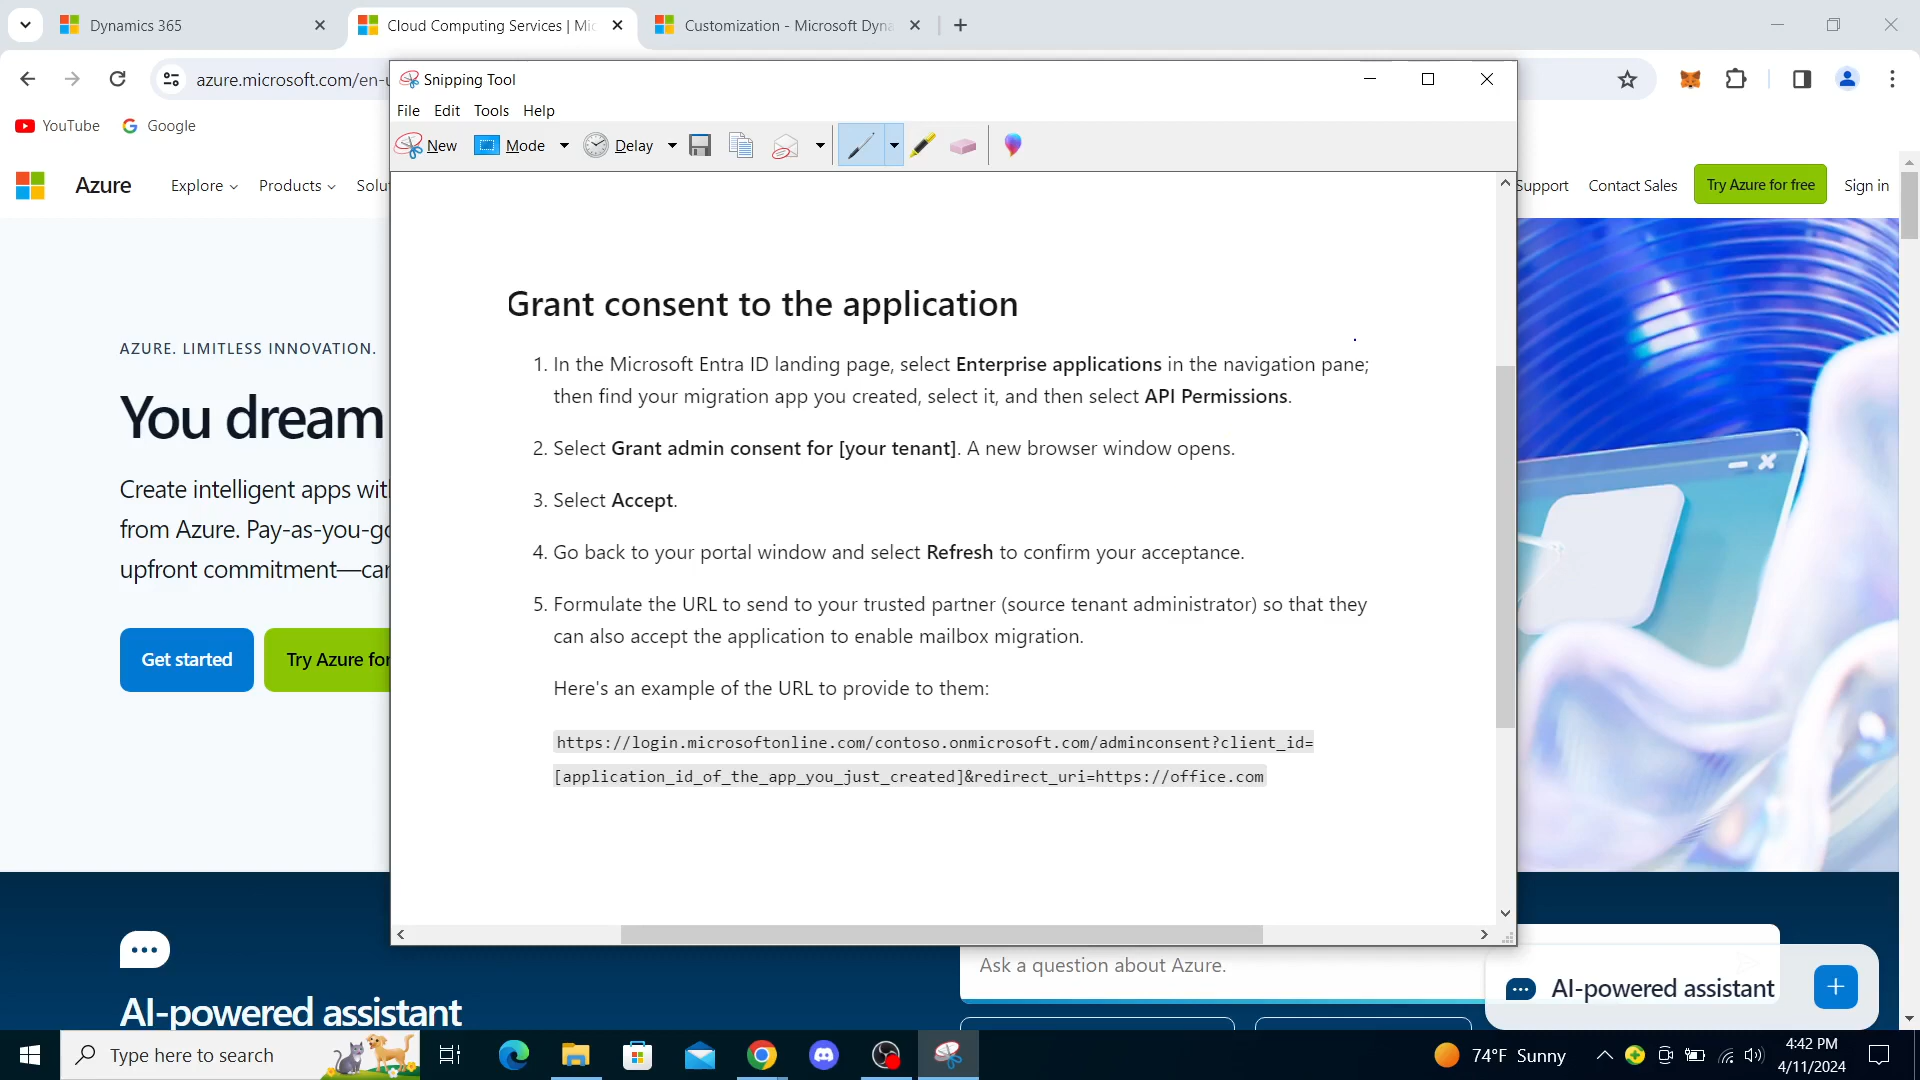 Dynamics 365
Cloud Computing Services | Mic
Customization - Microsoft Dyna
azure.microsoft.com/en-u
YouTube
Google
Azure
Explore
Products
Solut
Support
Contact Sales
Try Azure for free
Sign in
AZURE. LIMITLESS INNOVATION.
You dream
Create intelligent apps with
from Azure. Pay-as-you-go
upfront commitment—can
Get started
Try Azure for
AI-powered assistant
Snipping Tool
File
Edit
Tools
Help
New
Mode
Delay
Grant consent to the application
1. In the Microsoft Entra ID landing page, select Enterprise applications in the navigation pane;
then find your migration app you created, select it, and then select API Permissions.
2. Select Grant admin consent for [your tenant]. A new browser window opens.
3. Select Accept.
4. Go back to your portal window and select Refresh to confirm your acceptance.
5. Formulate the URL to send to your trusted partner (source tenant administrator) so that they
can also accept the application to enable mailbox migration.
Here's an example of the URL to provide to them:
https://login.microsoftonline.com/contoso.onmicrosoft.com/adminconsent?client_id=
[application_id_of_the_app_you_just_created]&redirect_uri=https://office.com
Ask a question about Azure.
AI-powered assistant
Type here to search
74°F Sunny
4:42 PM
4/11/2024